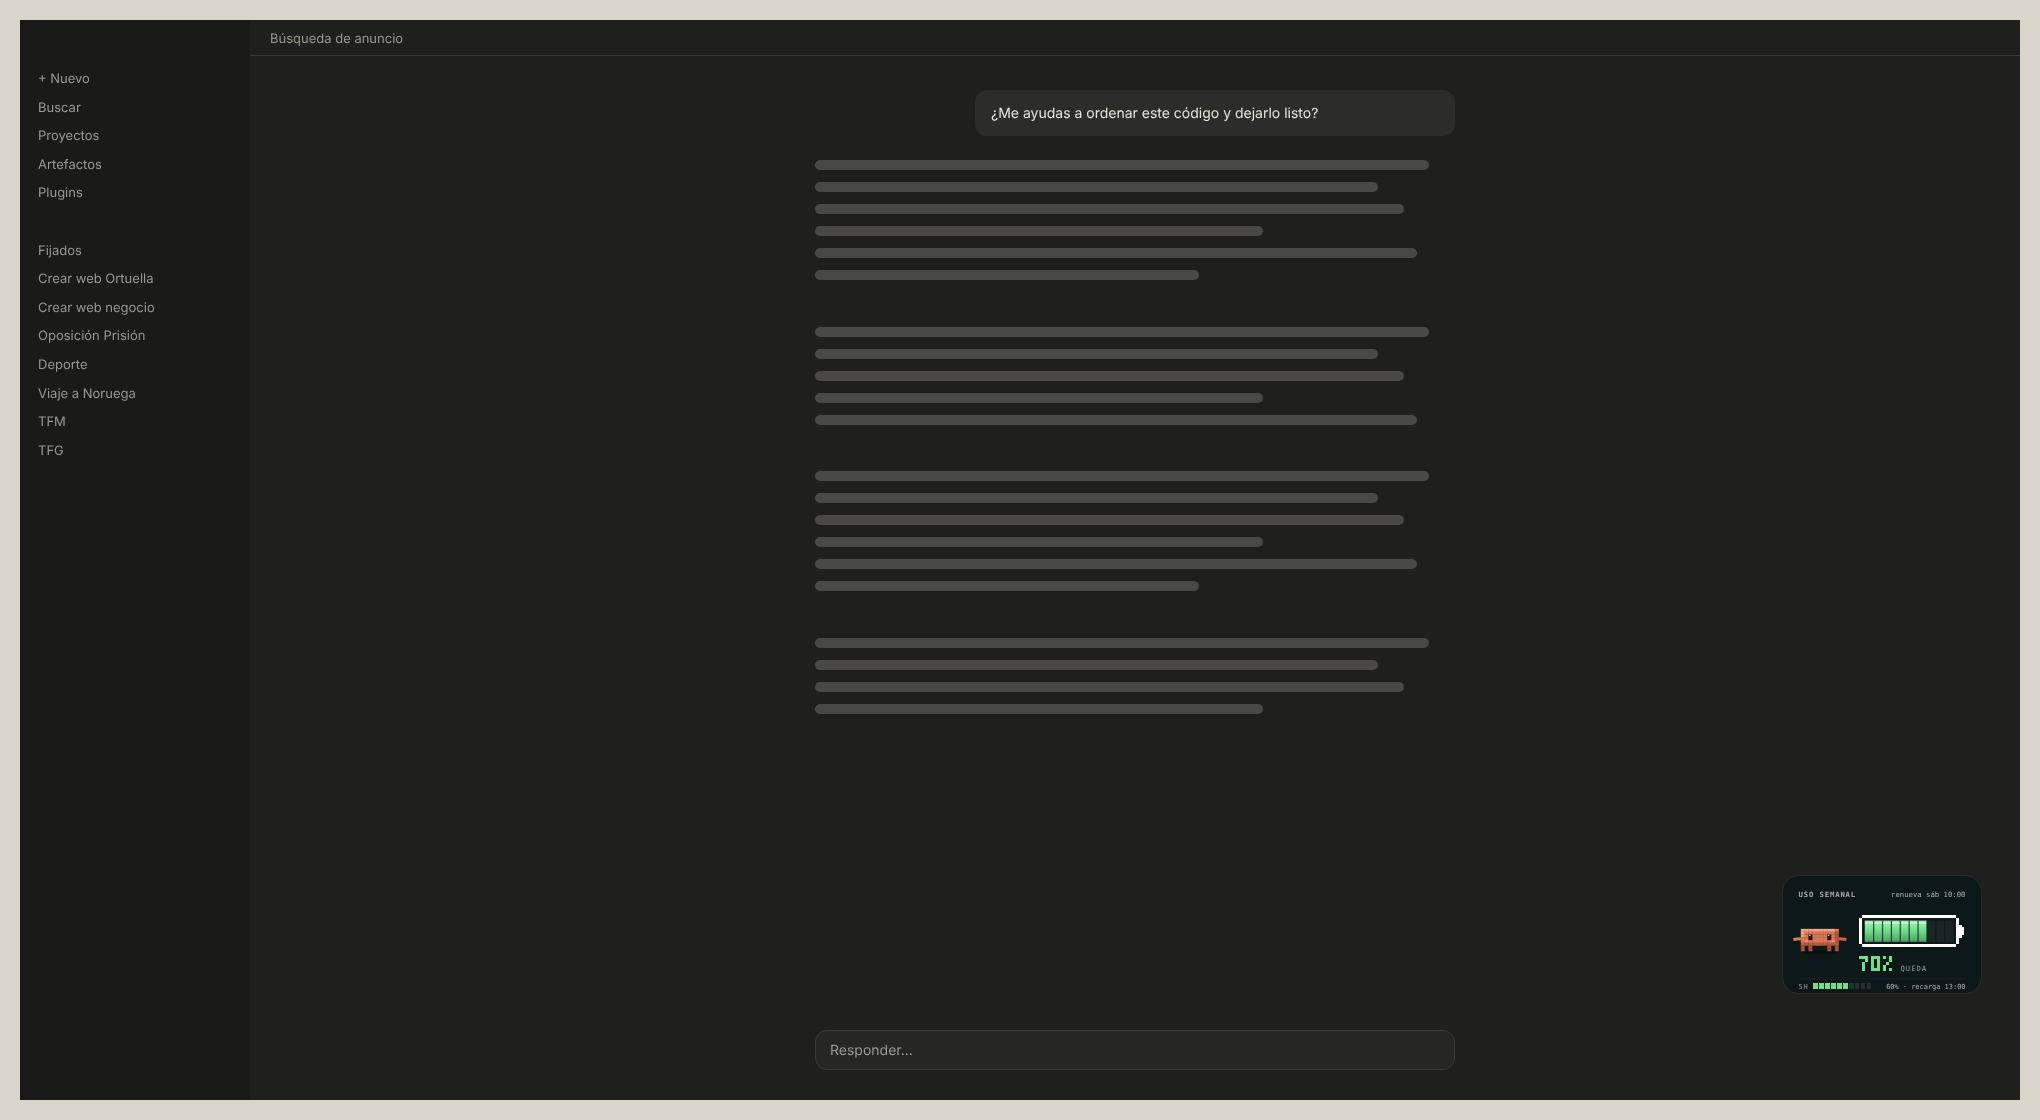 Búsqueda de anuncio
+ Nuevo
Buscar
Proyectos
Artefactos
Plugins
Fijados
Crear web Ortuella
Crear web negocio
Oposición Prisión
Deporte
Viaje a Noruega
TFM
TFG
¿Me ayudas a ordenar este código y dejarlo listo?
USO SEMANAL renueva sáb 10:00
70% QUEDA
5H 60% · recarga 13:00
Responder...